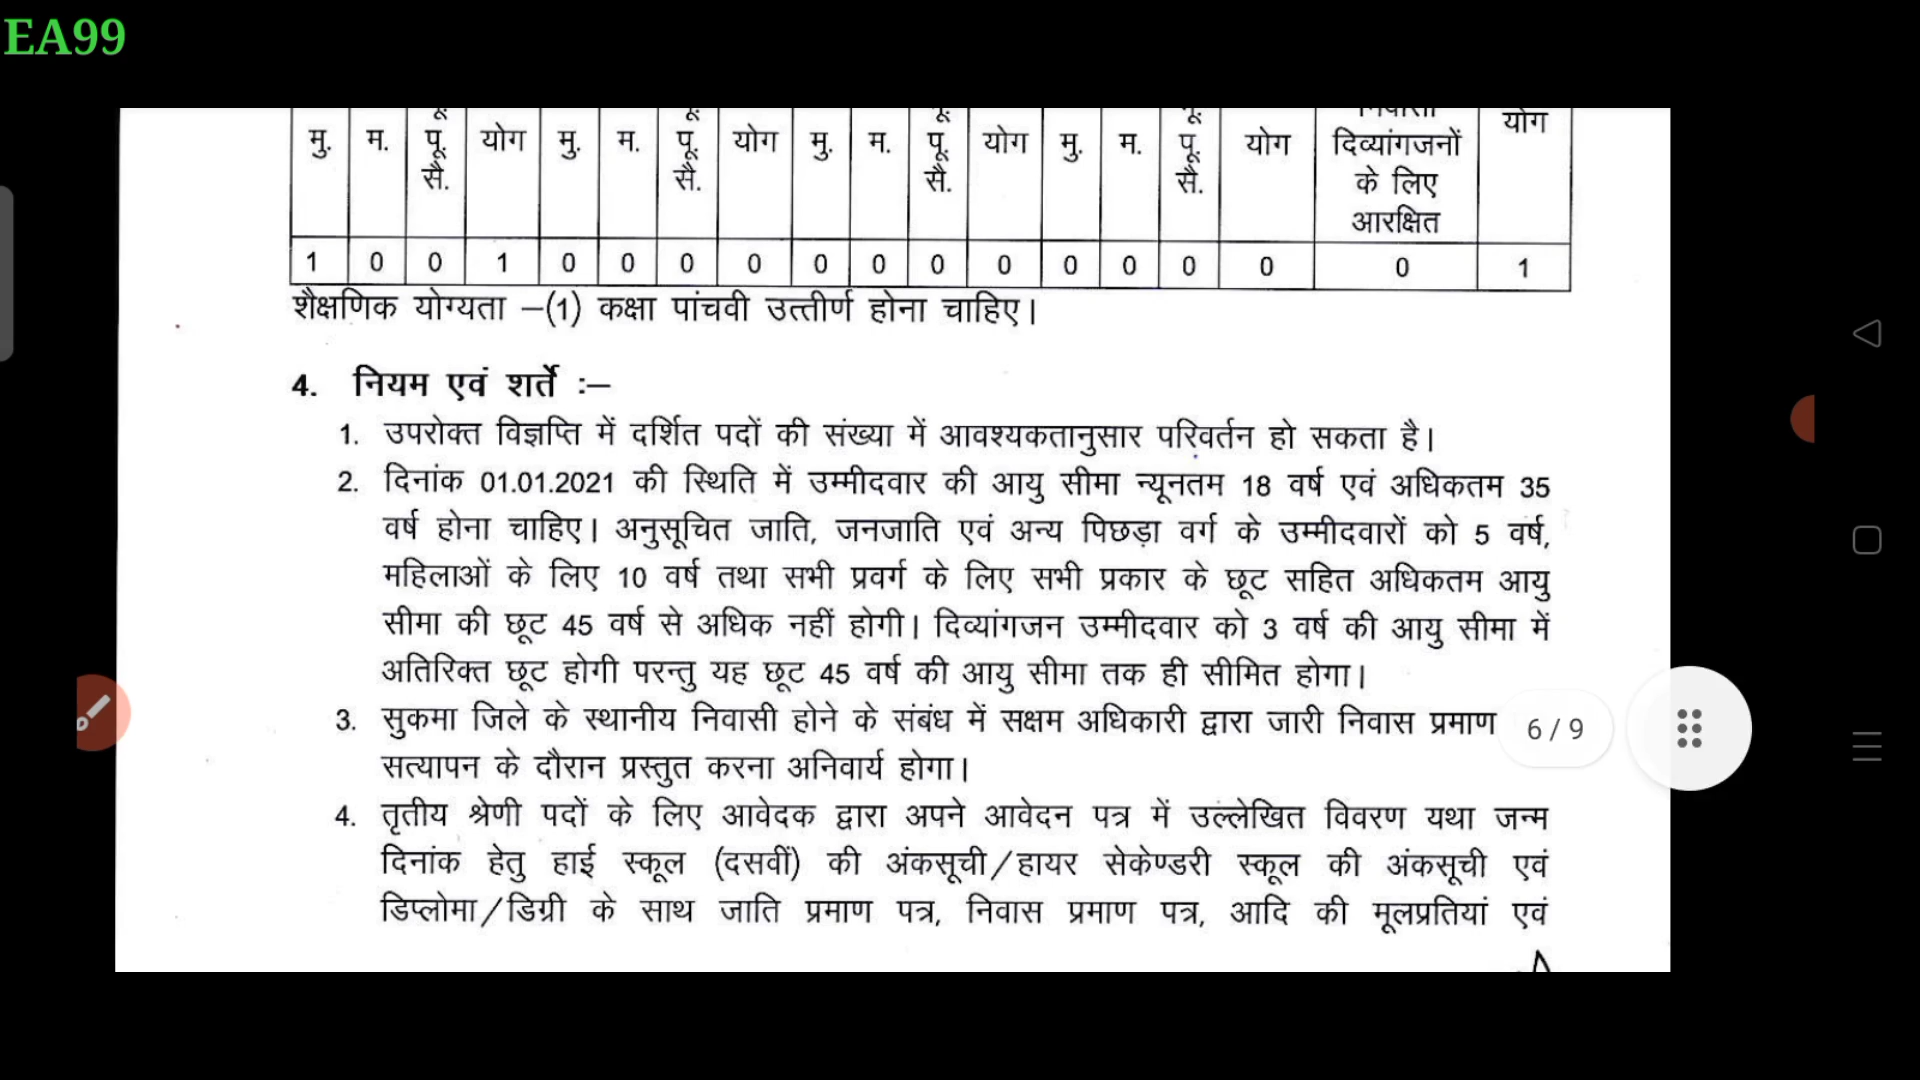 EA99
मु. म. पू. सै. योग मु. म. पू. सै. योग मु. म. पू. सै. योग मु. म. पू. सै. योग दिव्यांगजनों के लिए आरक्षित योग
1 0 0 1 0 0 0 0 0 0 0 0 0 0 0 0 0 1
शैक्षणिक योग्यता –(1) कक्षा पांचवी उत्तीर्ण होना चाहिए।
4. नियम एवं शर्ते :–
1. उपरोक्त विज्ञप्ति में दर्शित पदों की संख्या में आवश्यकतानुसार परिवर्तन हो सकता है।
2. दिनांक 01.01.2021 की स्थिति में उम्मीदवार की आयु सीमा न्यूनतम 18 वर्ष एवं अधिकतम 35
वर्ष होना चाहिए। अनुसूचित जाति, जनजाति एवं अन्य पिछड़ा वर्ग के उम्मीदवारों को 5 वर्ष,
महिलाओं के लिए 10 वर्ष तथा सभी प्रवर्ग के लिए सभी प्रकार के छूट सहित अधिकतम आयु
सीमा की छूट 45 वर्ष से अधिक नहीं होगी। दिव्यांगजन उम्मीदवार को 3 वर्ष की आयु सीमा में
अतिरिक्त छूट होगी परन्तु यह छूट 45 वर्ष की आयु सीमा तक ही सीमित होगा।
3. सुकमा जिले के स्थानीय निवासी होने के संबंध में सक्षम अधिकारी द्वारा जारी निवास प्रमाण
6 / 9
सत्यापन के दौरान प्रस्तुत करना अनिवार्य होगा।
4. तृतीय श्रेणी पदों के लिए आवेदक द्वारा अपने आवेदन पत्र में उल्लेखित विवरण यथा जन्म
दिनांक हेतु हाई स्कूल (दसवीं) की अंकसूची/हायर सेकेण्डरी स्कूल की अंकसूची एवं
डिप्लोमा/डिग्री के साथ जाति प्रमाण पत्र, निवास प्रमाण पत्र, आदि की मूलप्रतियां एवं